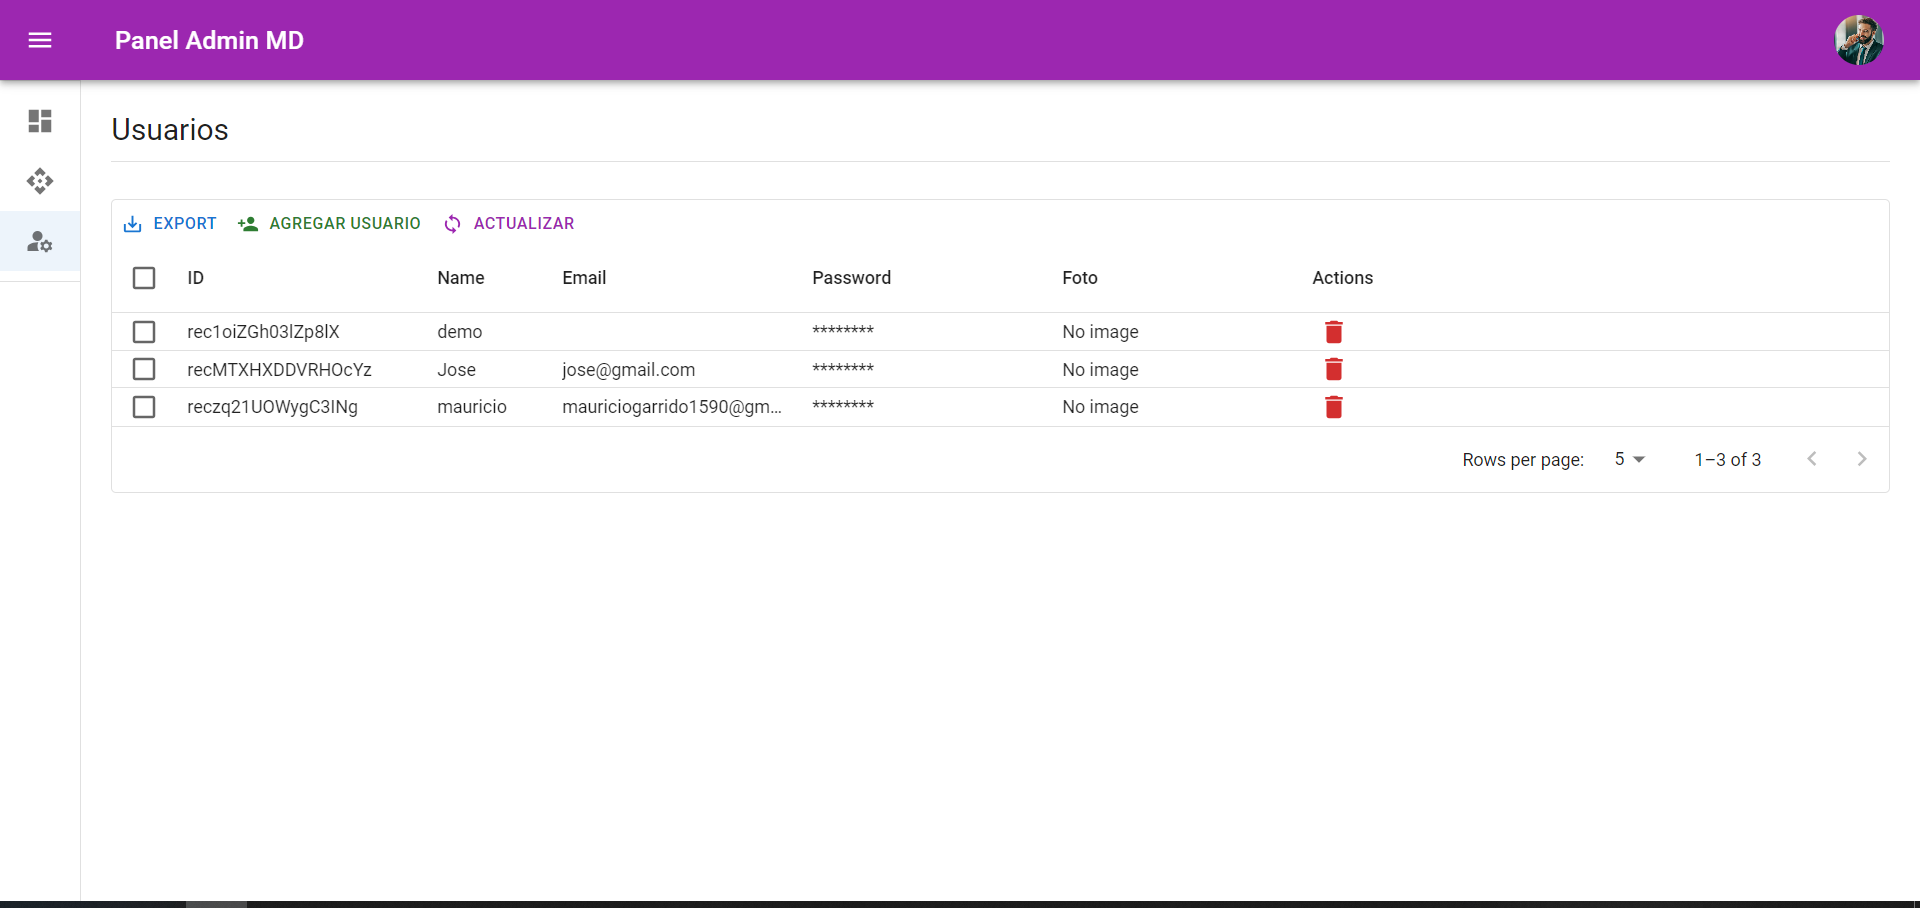 Panel Admin MD
Usuarios
EXPORT AGREGAR USUARIO ACTUALIZAR
ID Name Email Password Foto Actions
rec1oiZGh03lZp8lX demo ******** No image
recMTXHXDDVRHOcYz Jose jose@gmail.com ******** No image
reczq21UOWygC3INg mauricio mauriciogarrido1590@gm... ******** No image
Rows per page: 5 1–3 of 3